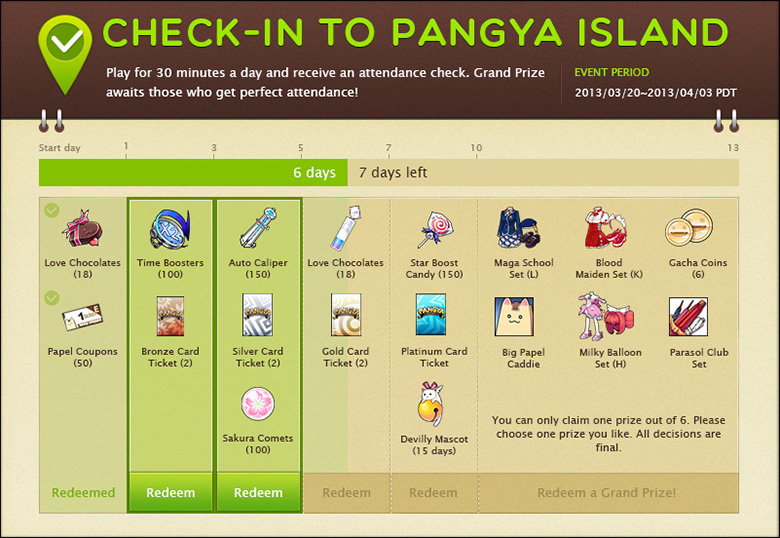 CHECK-IN TO PANGYA ISLAND
Play for 30 minutes a day and receive an attendance check. Grand Prize
awaits those who get perfect attendance!
EVENT PERIOD
2013/03/20~2013/04/03 PDT
Start day 1 3 5 7 10 13
6 days 7 days left
Love Chocolates
(18)
Time Boosters
(100)
Auto Caliper
(150)
Love Chocolates
(18)
Star Boost
Candy (150)
Maga School
Set (L)
Blood
Maiden Set (K)
Gacha Coins
(6)
Papel Coupons
(50)
Bronze Card
Ticket (2)
Silver Card
Ticket (2)
Gold Card
Ticket (2)
Platinum Card
Ticket
Big Papel
Caddie
Milky Balloon
Set (H)
Parasol Club
Set
Sakura Comets
(100)
Devilly Mascot
(15 days)
You can only claim one prize out of 6. Please
choose one prize you like. All decisions are
final.
Redeemed
Redeem
Redeem
Redeem
Redeem
Redeem a Grand Prize!